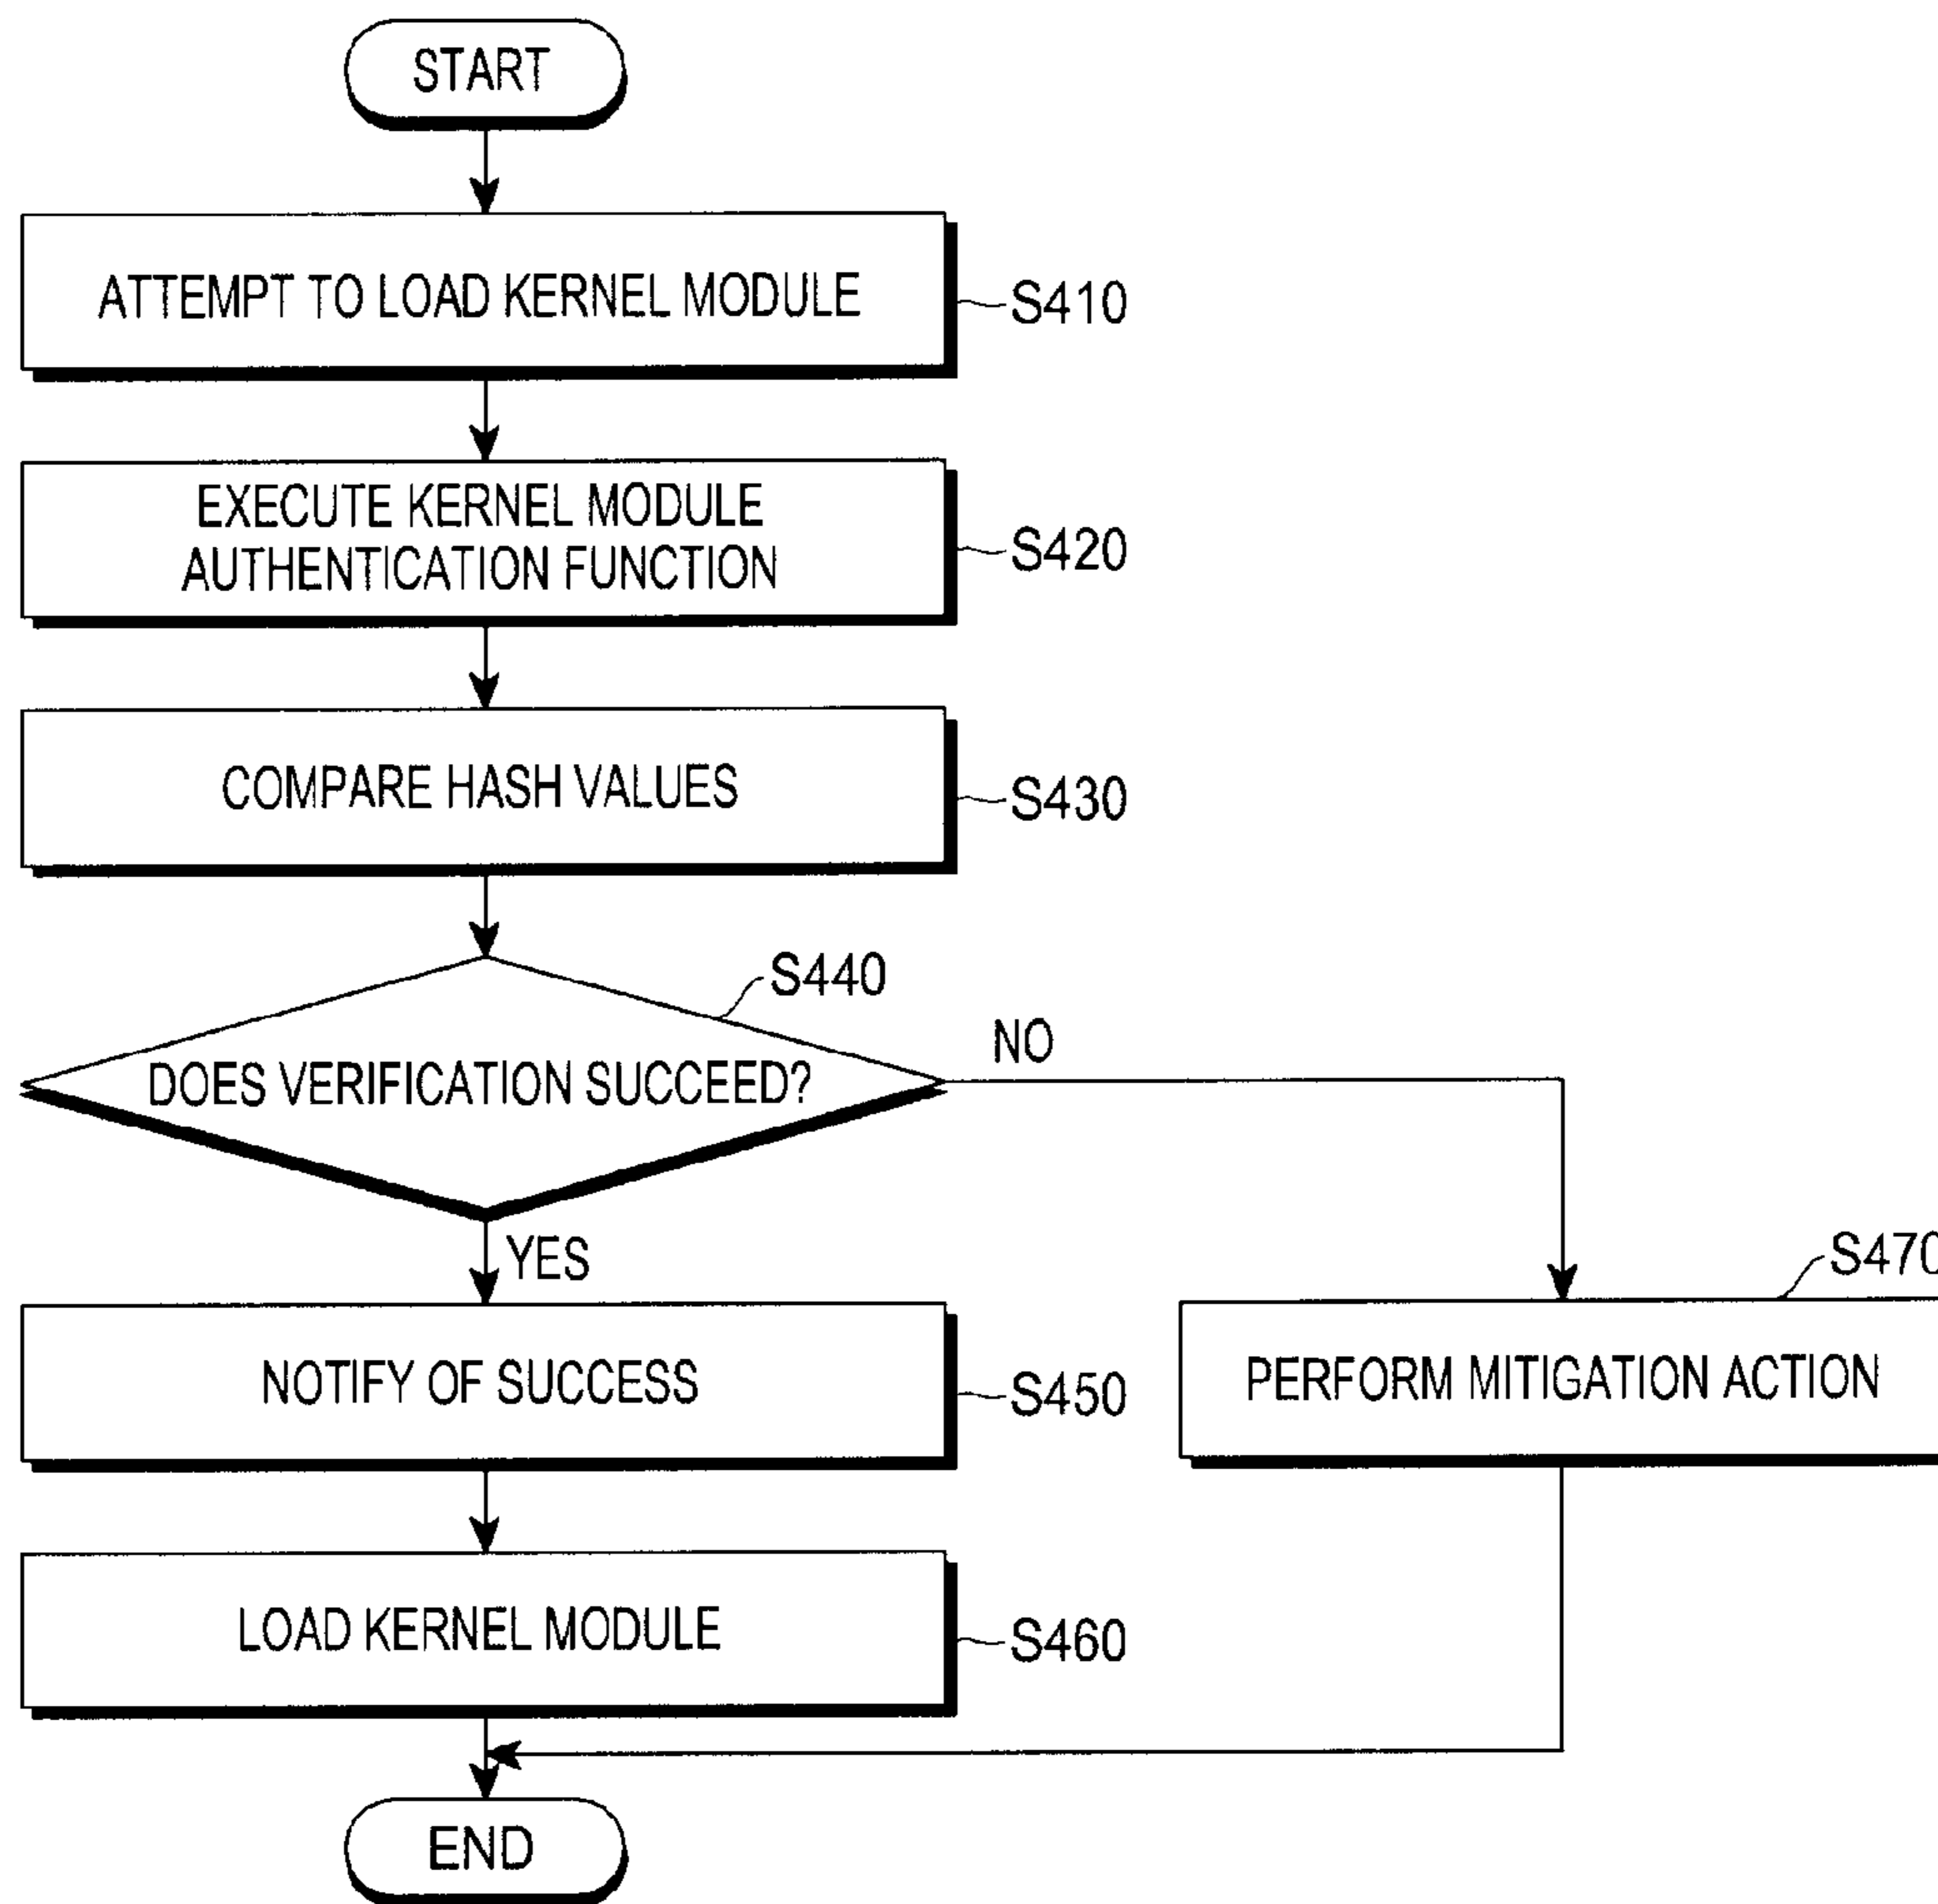 START
ATTEMPT TO LOAD KERNEL MODULE
S410
EXECUTE KERNEL MODULE
AUTHENTICATION FUNCTION
S420
COMPARE HASH VALUES
S430
S440
DOES VERIFICATION SUCCEED?
NO
YES
S470
NOTIFY OF SUCCESS
S450
PERFORM MITIGATION ACTION
LOAD KERNEL MODULE
S460
END